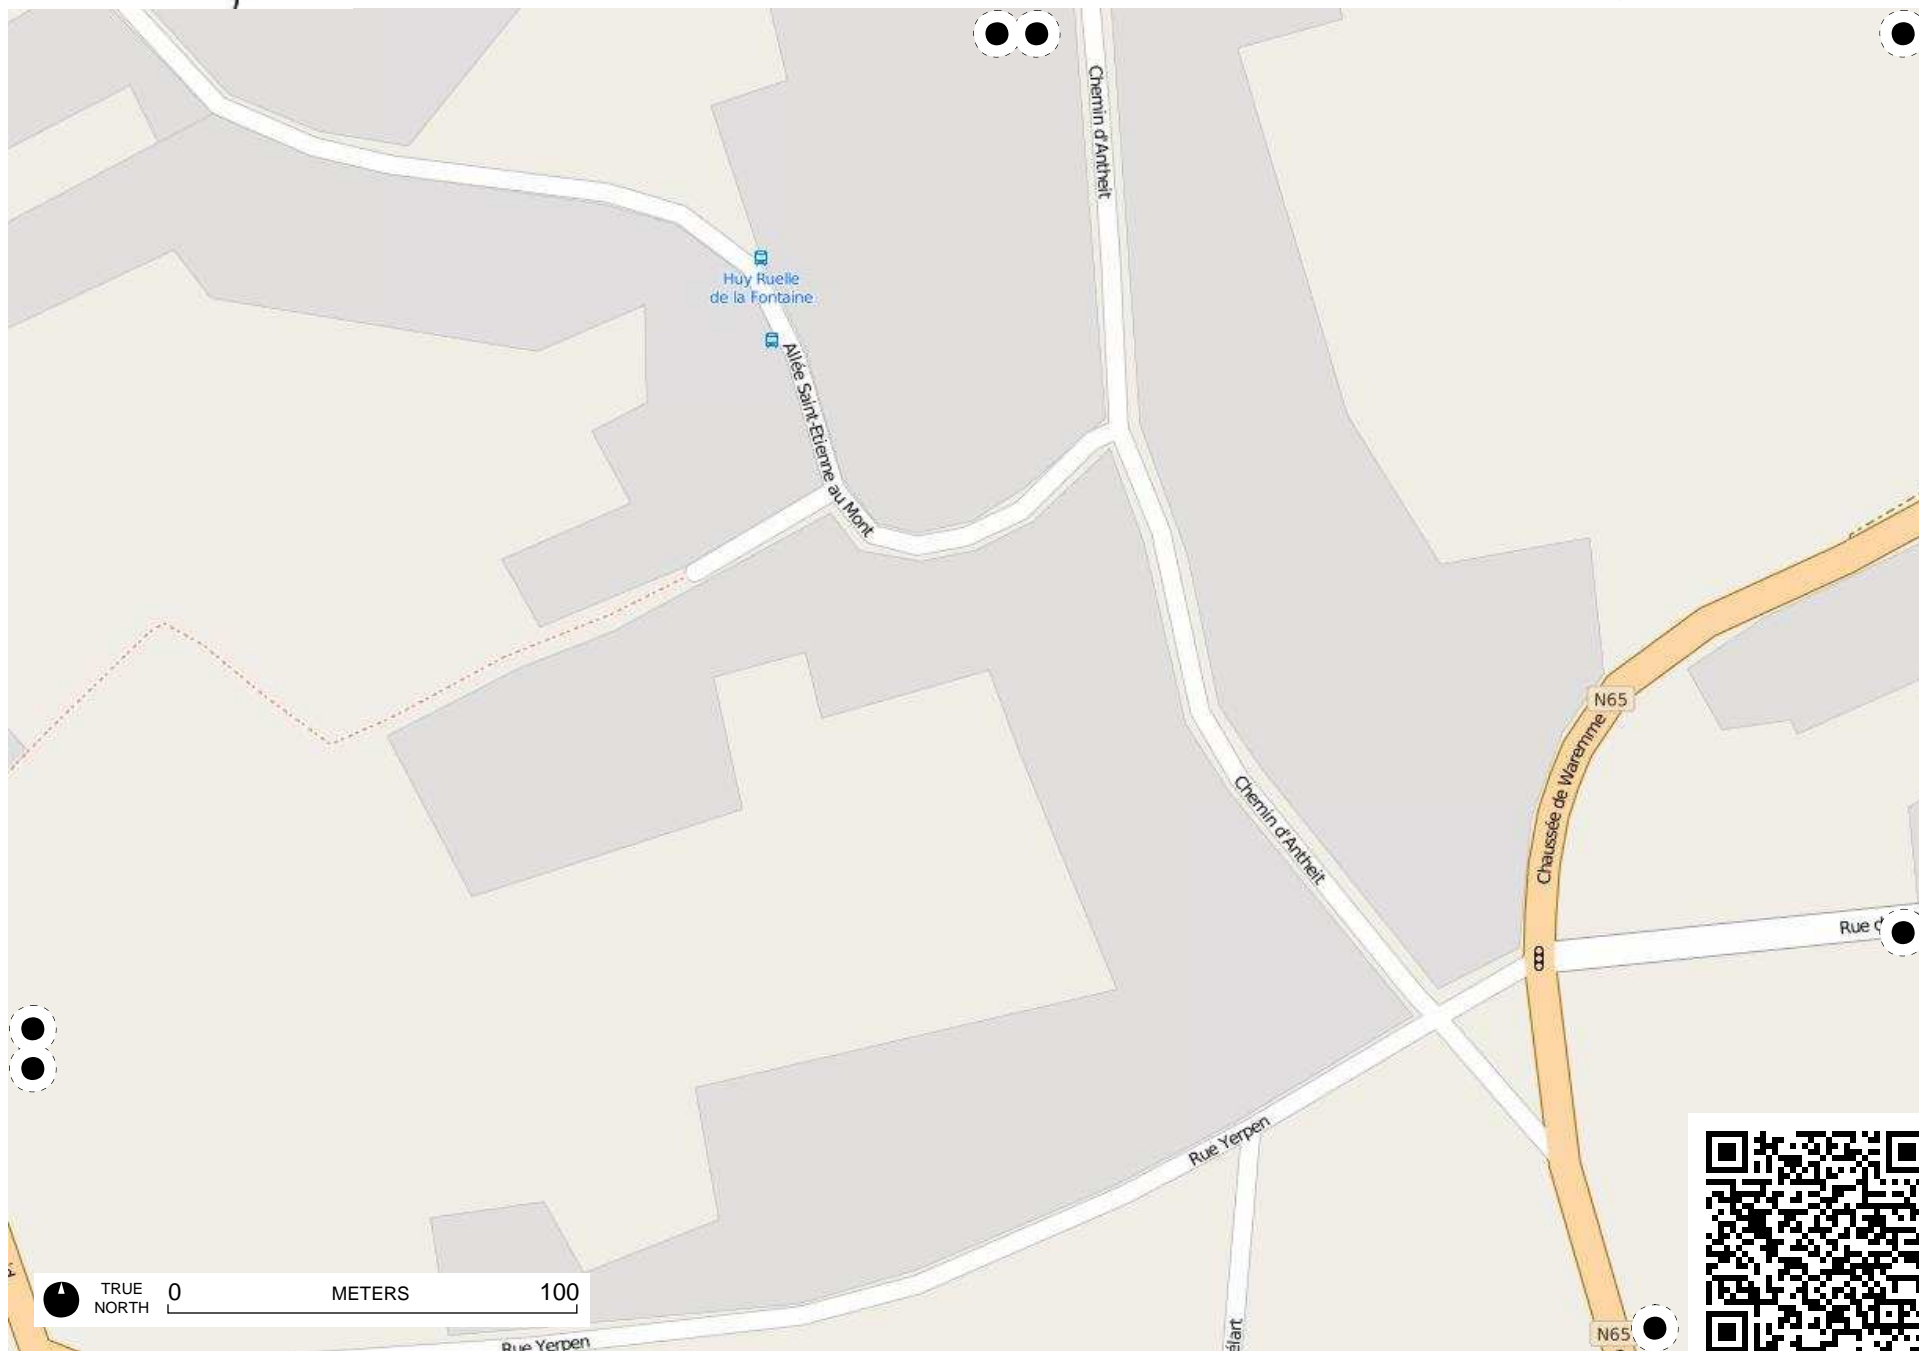 Chemin d'Antheit
Huy Ruelle
de la Fontaine
Allée Saint-Etienne au Mont
N65
Chaussée de Waremme
Chemin d'Antheit
Rue
Rue Yerpen
TRUE
NORTH
0 METERS 100
Rue Yerpen
N65